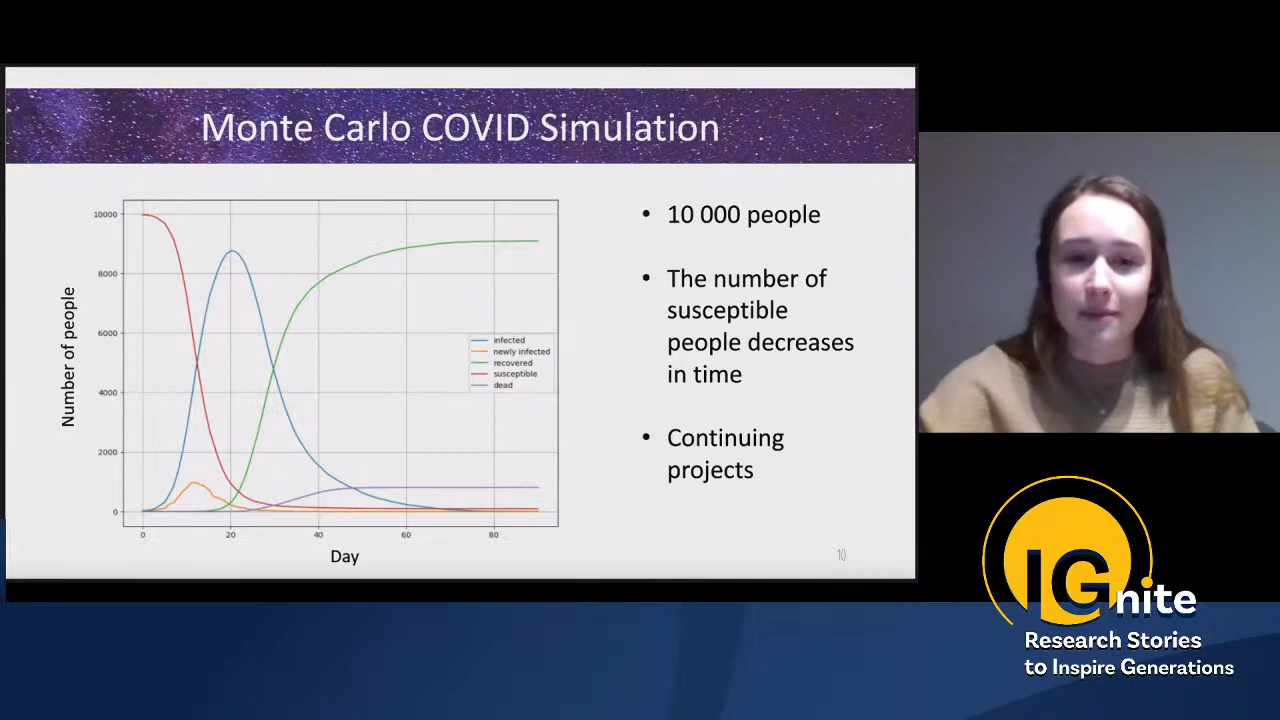 Monte Carlo COVID Simulation
10000
8000
6000
4000
2000
0
0
20
40
60
80
Number of people
Day
infected
newly infected
recovered
susceptible
dead
• 10 000 people
• The number of
susceptible
people decreases
in time
• Continuing
projects
10
IGnite
Research Stories
to Inspire Generations